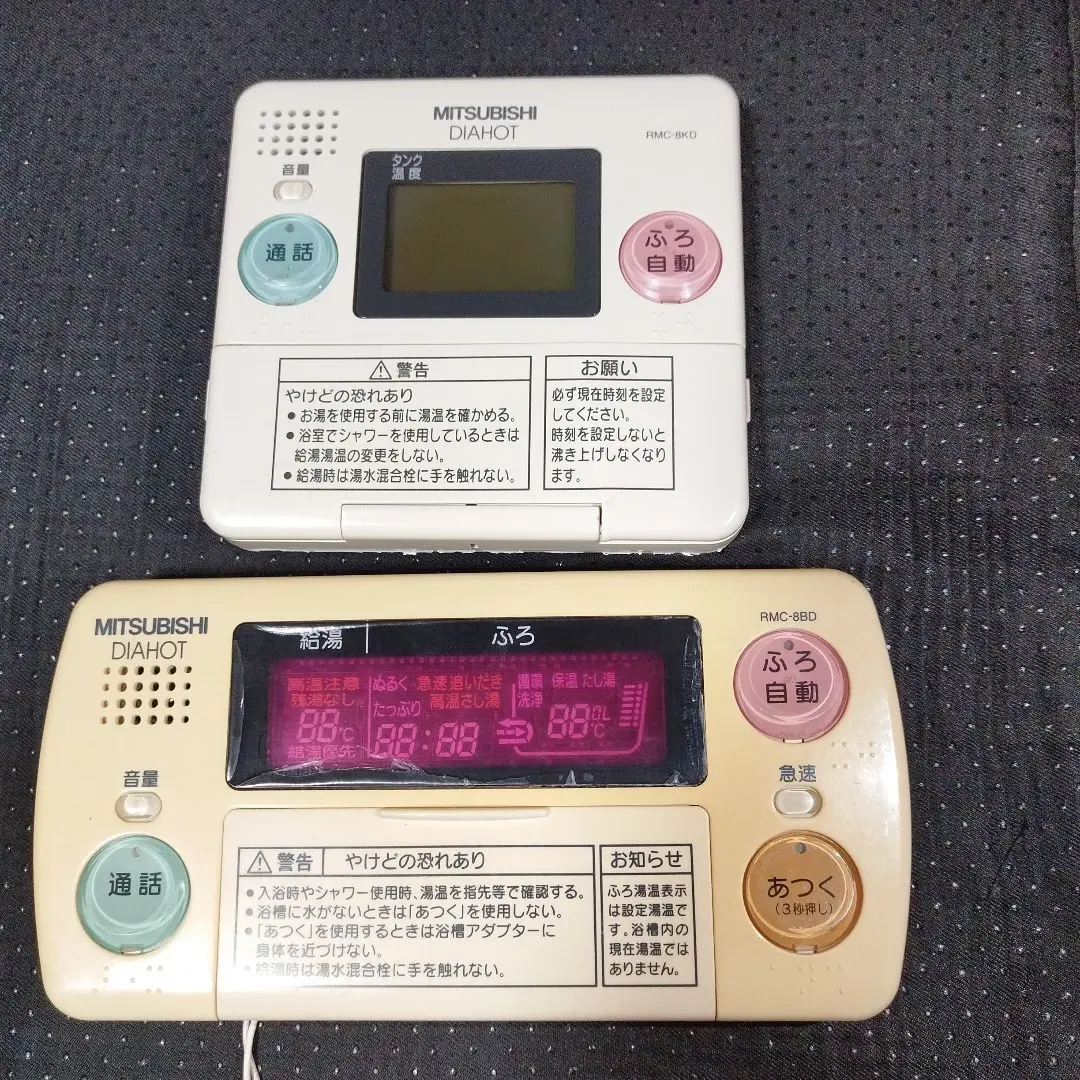 MITSUBISHI
DIAHOT
RMC-8KD
音量
タンク
温度
通話
ふろ
自動
警告
やけどの恐れあり
● お湯を使用する前に湯温を確かめる。
● 浴室でシャワーを使用しているときは
給湯湯温の変更をしない。
● 給湯時は湯水混合栓に手を触れない。
お願い
必ず現在時刻を設定
してください。
時刻を設定しないと
沸き上げしなくなり
ます。
MITSUBISHI
DIAHOT
RMC-8BD
給湯
ふろ
高温注意
残湯なし
88℃
給湯優先
ぬるく 急速追いだき
たっぷり 高温さし湯
88:88
循環 保温 たし湯
洗浄
88
℃
ふろ
自動
音量
急速
通話
あつく
(3秒押し)
警告 やけどの恐れあり
● 入浴時やシャワー使用時、湯温を指先等で確認する。
● 浴槽に水がないときは「あつく」を使用しない。
● 「あつく」を使用するときは浴槽アダプターに
身体を近づけない。
● 給湯時は湯水混合栓に手を触れない。
お知らせ
ふろ湯温表示
は設定湯温で
す。浴槽内の
現在湯温では
ありません。